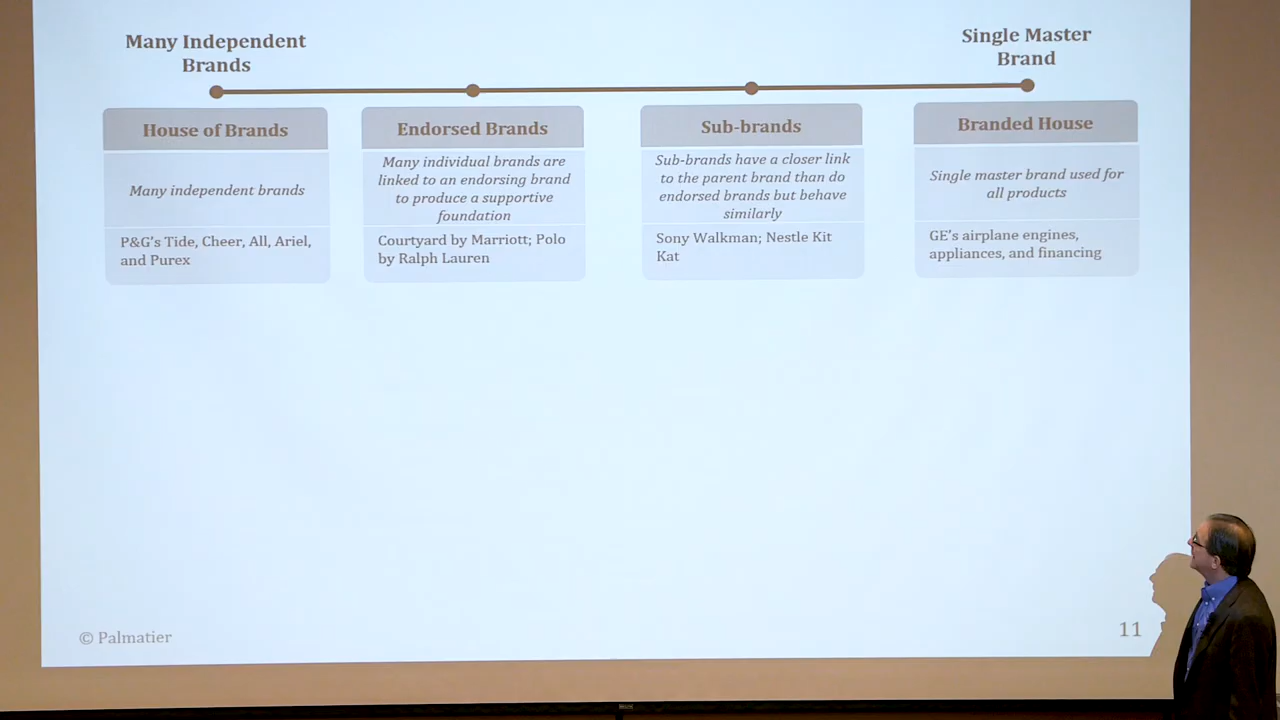 Many Independent
Brands
Single Master
Brand
House of Brands
Many independent brands
P&G's Tide, Cheer, All, Ariel,
and Purex
Endorsed Brands
Many individual brands are
linked to an endorsing brand
to produce a supportive
foundation
Courtyard by Marriott; Polo
by Ralph Lauren
Sub-brands
Sub-brands have a closer link
to the parent brand than do
endorsed brands but behave
similarly
Sony Walkman; Nestle Kit
Kat
Branded House
Single master brand used for
all products
GE's airplane engines,
appliances, and financing
© Palmatier
11